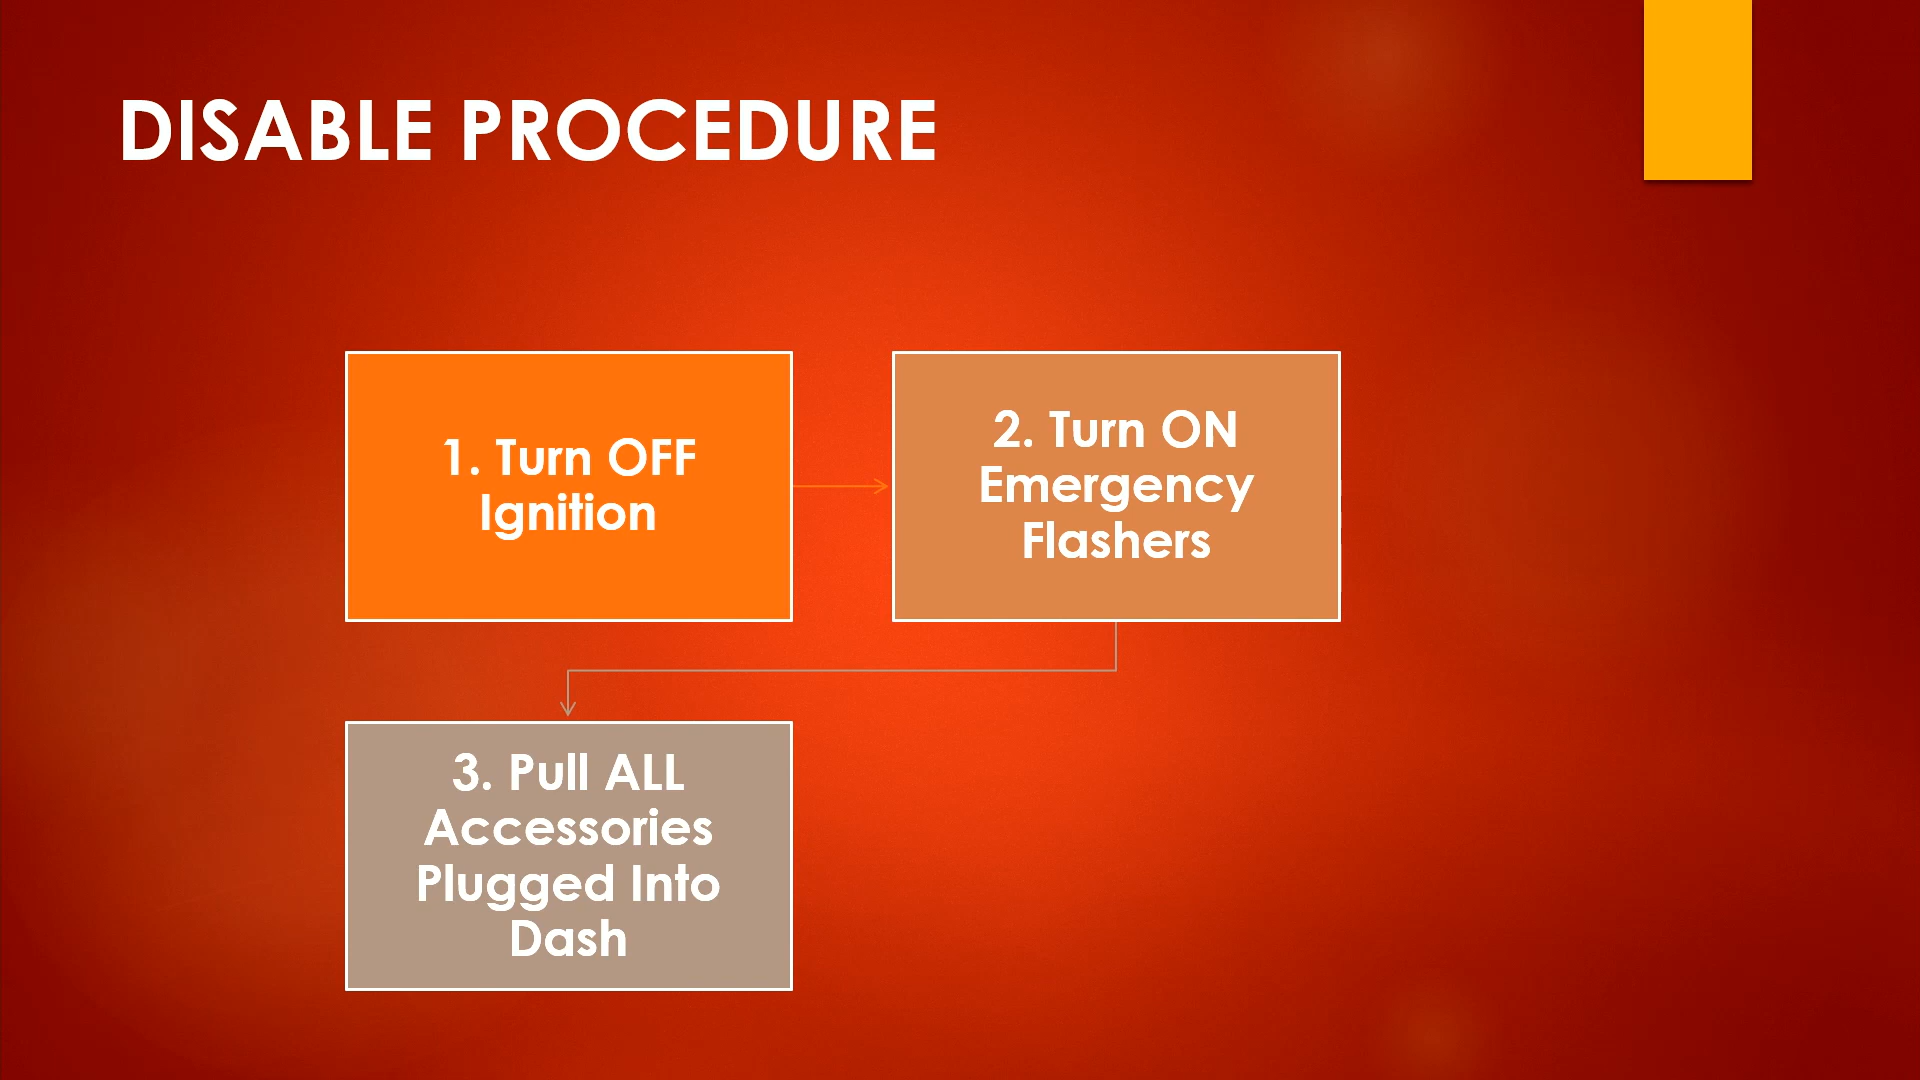 DISABLE PROCEDURE
1. Turn OFF
Ignition
2. Turn ON
Emergency
Flashers
3. Pull ALL
Accessories
Plugged Into
Dash